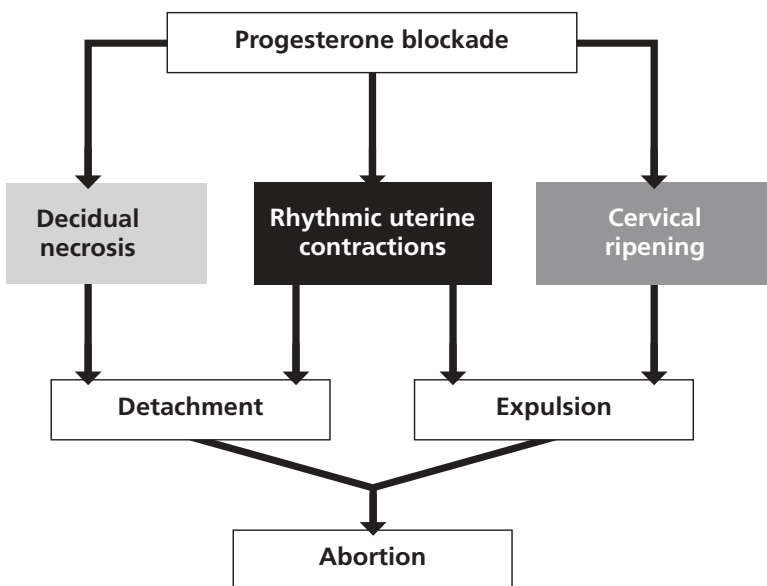 Progesterone blockade
Decidual
necrosis
Rhythmic uterine
contractions
Cervical
ripening
Detachment
Expulsion
Abortion